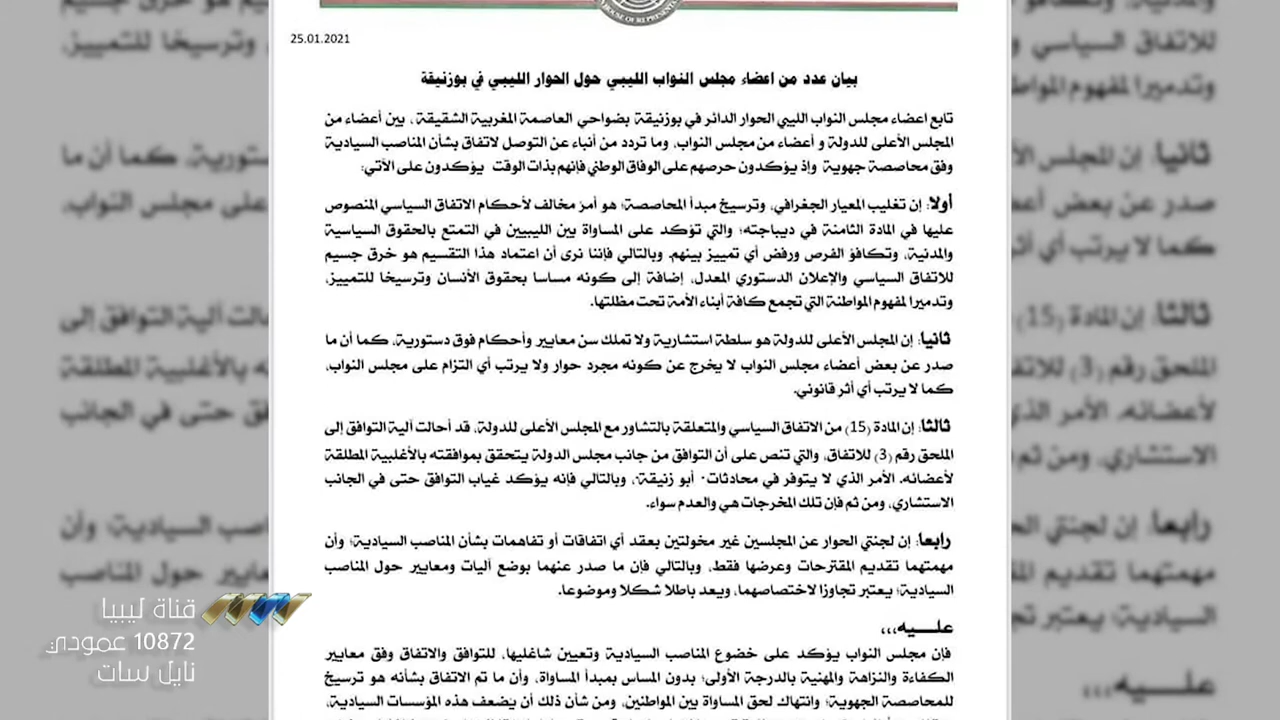 HOUSE OF REPRESENTA
25.01.2021
بيان عدد من اعضاء مجلس النواب الليبي حول الحوار الليبي في بوزنيقة
تابع اعضاء مجلس النواب الليبي الحوار الدائر في بوزنيقة بضواحي العاصمة المغربية الشقيقة، بين أعضاء من
المجلس الأعلى للدولة و أعضاء من مجلس النواب، وما تردد من أنباء عن التوصل لاتفاق بشأن المناصب السيادية
وفق محاصصة جهوية وإذ يؤكدون حرصهم على الوفاق الوطني فإنهم بذات الوقت يؤكدون على الآتي:
أولا: إن تغليب المعيار الجغرافي، وترسيخ مبدأ المحاصصة؛ هو أمرّ مخالف لأحكام الاتفاق السياسي المنصوص
عليها في المادة الثامنة في ديباجته؛ والتي تؤكد على المساواة بين الليبيين في التمتع بالحقوق السياسية
والمدنية، وتكافؤ الفرص ورفض أي تمييز بينهم. وبالتالي فإننا نرى أن اعتماد هذا التقسيم هو خرق جسيم
للاتفاق السياسي والإعلان الدستوري المعدل، إضافة إلى كونه مساسا بحقوق الأنسان وترسيخا للتمييز،
وتدميرا لمفهوم المواطنة التي تجمع كافة أبناء الأمة تحت مظلتها.
ثانيا: إن المجلس الأعلى للدولة هو سلطة استشارية ولا تملك سن معايير وأحكام فوق دستورية، كما أن ما
صدر عن بعض أعضاء مجلس النواب لا يخرج عن كونه مجرد حوار ولا يرتب أي التزام على مجلس النواب،
كما لا يرتب أي أثر قانوني.
ثالثا: إن المادة (15) من الاتفاق السياسي والمتعلقة بالتشاور مع المجلس الأعلى للدولة، قد أحالت آلية التوافق إلى
الملحق رقم (3) للاتفاق، والتي تنص على أن التوافق من جانب مجلس الدولة يتحقق بموافقته بالأغلبية المطلقة
لأعضائه. الأمر الذي لا يتوفر في محادثات" أبو زنيقة"، وبالتالي فإنه يؤكد غياب التوافق حتى في الجانب
الاستشاري، ومن ثم فإن تلك المخرجات هي والعدم سواء.
رابعا: إن لجنتي الحوار عن المجلسين غير مخولتين بعقد أي اتفاقات أو تفاهمات بشأن المناصب السيادية؛ وأن
مهمتهما تقديم المقترحات وعرضها فقط، وبالتالي فإن ما صدر عنهما بوضع آليات ومعايير حول المناصب
السيادية؛ يعتبر تجاوزا لاختصاصهما، ويعد باطلا شكلا وموضوعا.
علـــيه،،،
فإن مجلس النواب يؤكد على خضوع المناصب السيادية وتعيين شاغليها، للتوافق والاتفاق وفق معايير
الكفاءة والنزاهة والمهنية بالدرجة الأولى؛ بدون المساس بمبدأ المساواة، وأن ما تم الاتفاق بشأنه هو ترسيخ
للمحاصصة الجهوية؛ وانتهاك لحق المساواة بين المواطنين، ومن شأن ذلك أن يضعف هذه المؤسسات السيادية،
قناة ليبيا
10872 عمودي
نايل سات